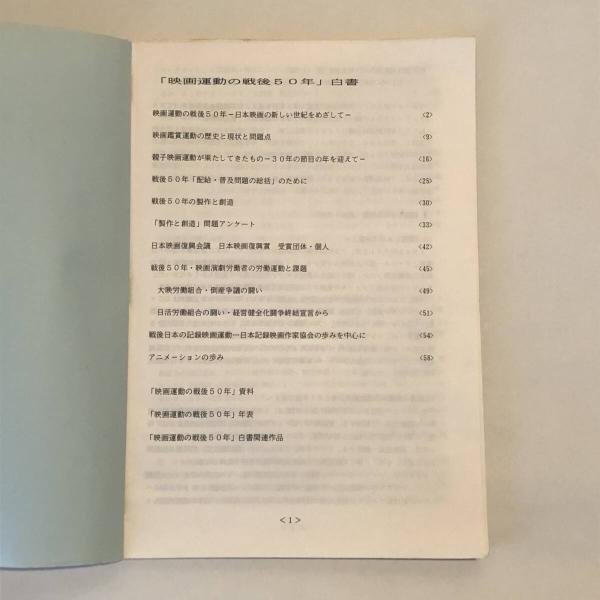 「映画運動の戦後５０年」白書
映画運動の戦後５０年－日本映画の新しい世紀をめざして－ <2>
映画鑑賞運動の歴史と現状と問題点 <9>
親子映画運動が果たしてきたもの－３０年の節目の年を迎えて－ <16>
戦後５０年「配給・普及問題の総括」のために <25>
戦後５０年の製作と創造 <30>
「製作と創造」問題アンケート <33>
日本映画復興会議　日本映画復興賞　受賞団体・個人 <42>
戦後５０年・映画演劇労働者の労働運動と課題 <45>
大映労働組合・倒産争議の闘い <49>
日活労働組合の闘い・経営健全化闘争終結宣言から <51>
戦後日本の記録映画運動－日本記録映画作家協会の歩みを中心に <54>
アニメーションの歩み <58>
「映画運動の戦後５０年」資料
「映画運動の戦後５０年」年表
「映画運動の戦後５０年」白書関連作品
<1>